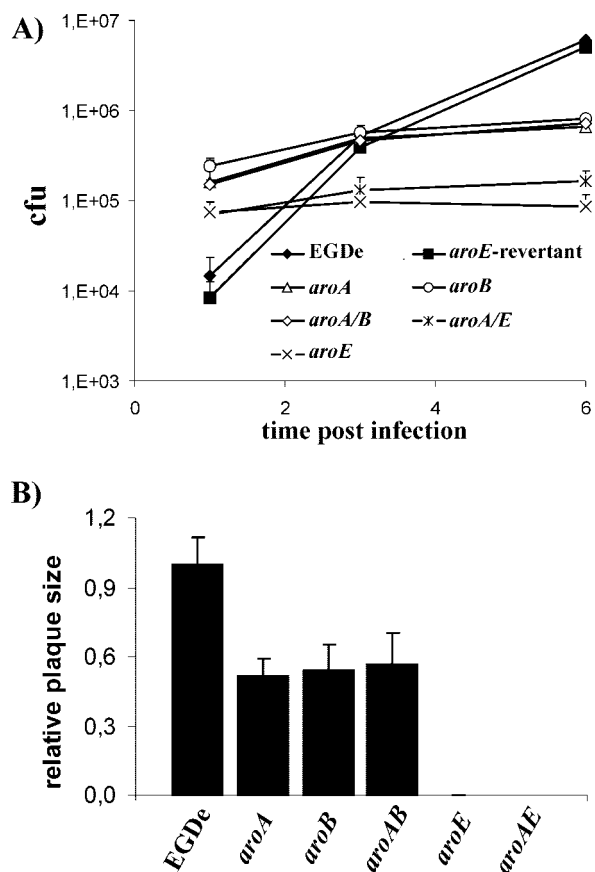 A)
1,E+07
1,E+06
1,E+05
1,E+04
1,E+03
cfu
0
2
4
6
time post infection
EGDe
aroE-revertant
aroA
aroB
aroA/B
aroA/E
aroE
B)
1,2
0,9
0,6
0,3
0,0
relative plaque size
EGDe
aroA
aroB
aroAB
aroE
aroAE